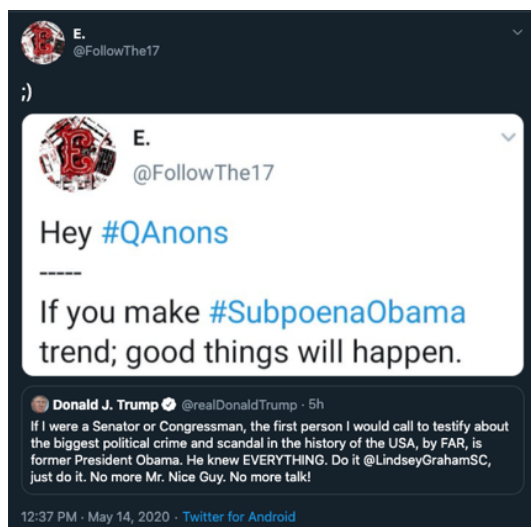 E.
@FollowThe17
;)
E.
@FollowThe17
Hey #QAnons
-----
If you make #SubpoenaObama
trend; good things will happen.
Donald J. Trump @realDonaldTrump · 5h
If I were a Senator or Congressman, the first person I would call to testify about
the biggest political crime and scandal in the history of the USA, by FAR, is
former President Obama. He knew EVERYTHING. Do it @LindseyGrahamSC,
just do it. No more Mr. Nice Guy. No more talk!
12:37 PM · May 14, 2020 · Twitter for Android